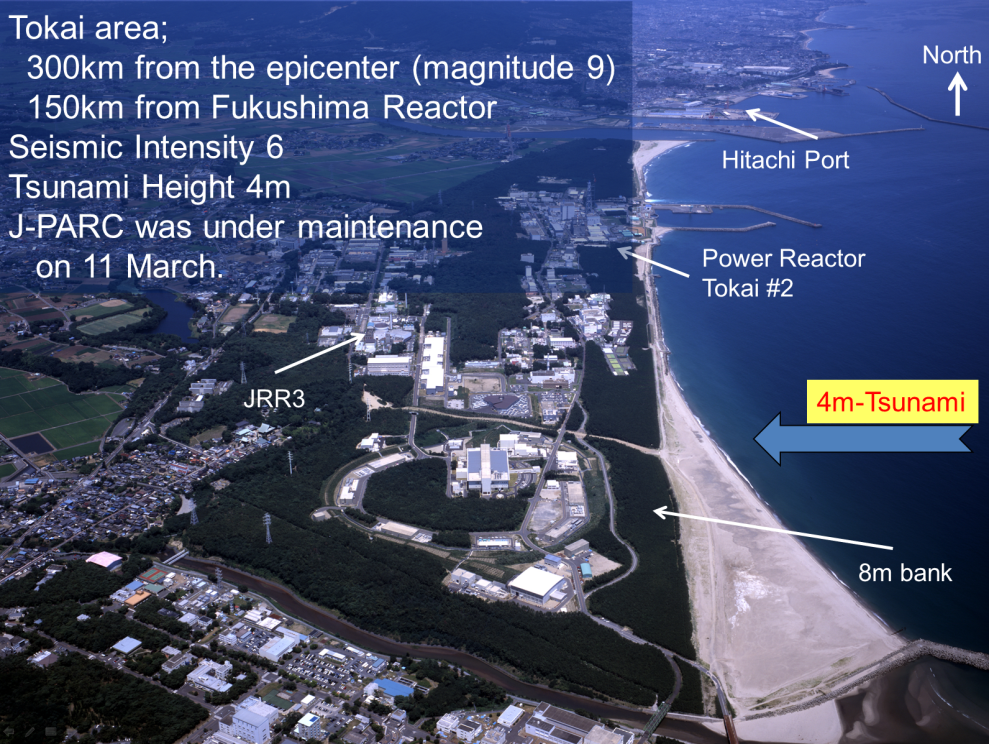 Tokai area;
300km from the epicenter (magnitude 9)
150km from Fukushima Reactor
Seismic Intensity 6
Tsunami Height 4m
J-PARC was under maintenance
on 11 March.
North
Hitachi Port
Power Reactor
Tokai #2
JRR3
4m-Tsunami
8m bank